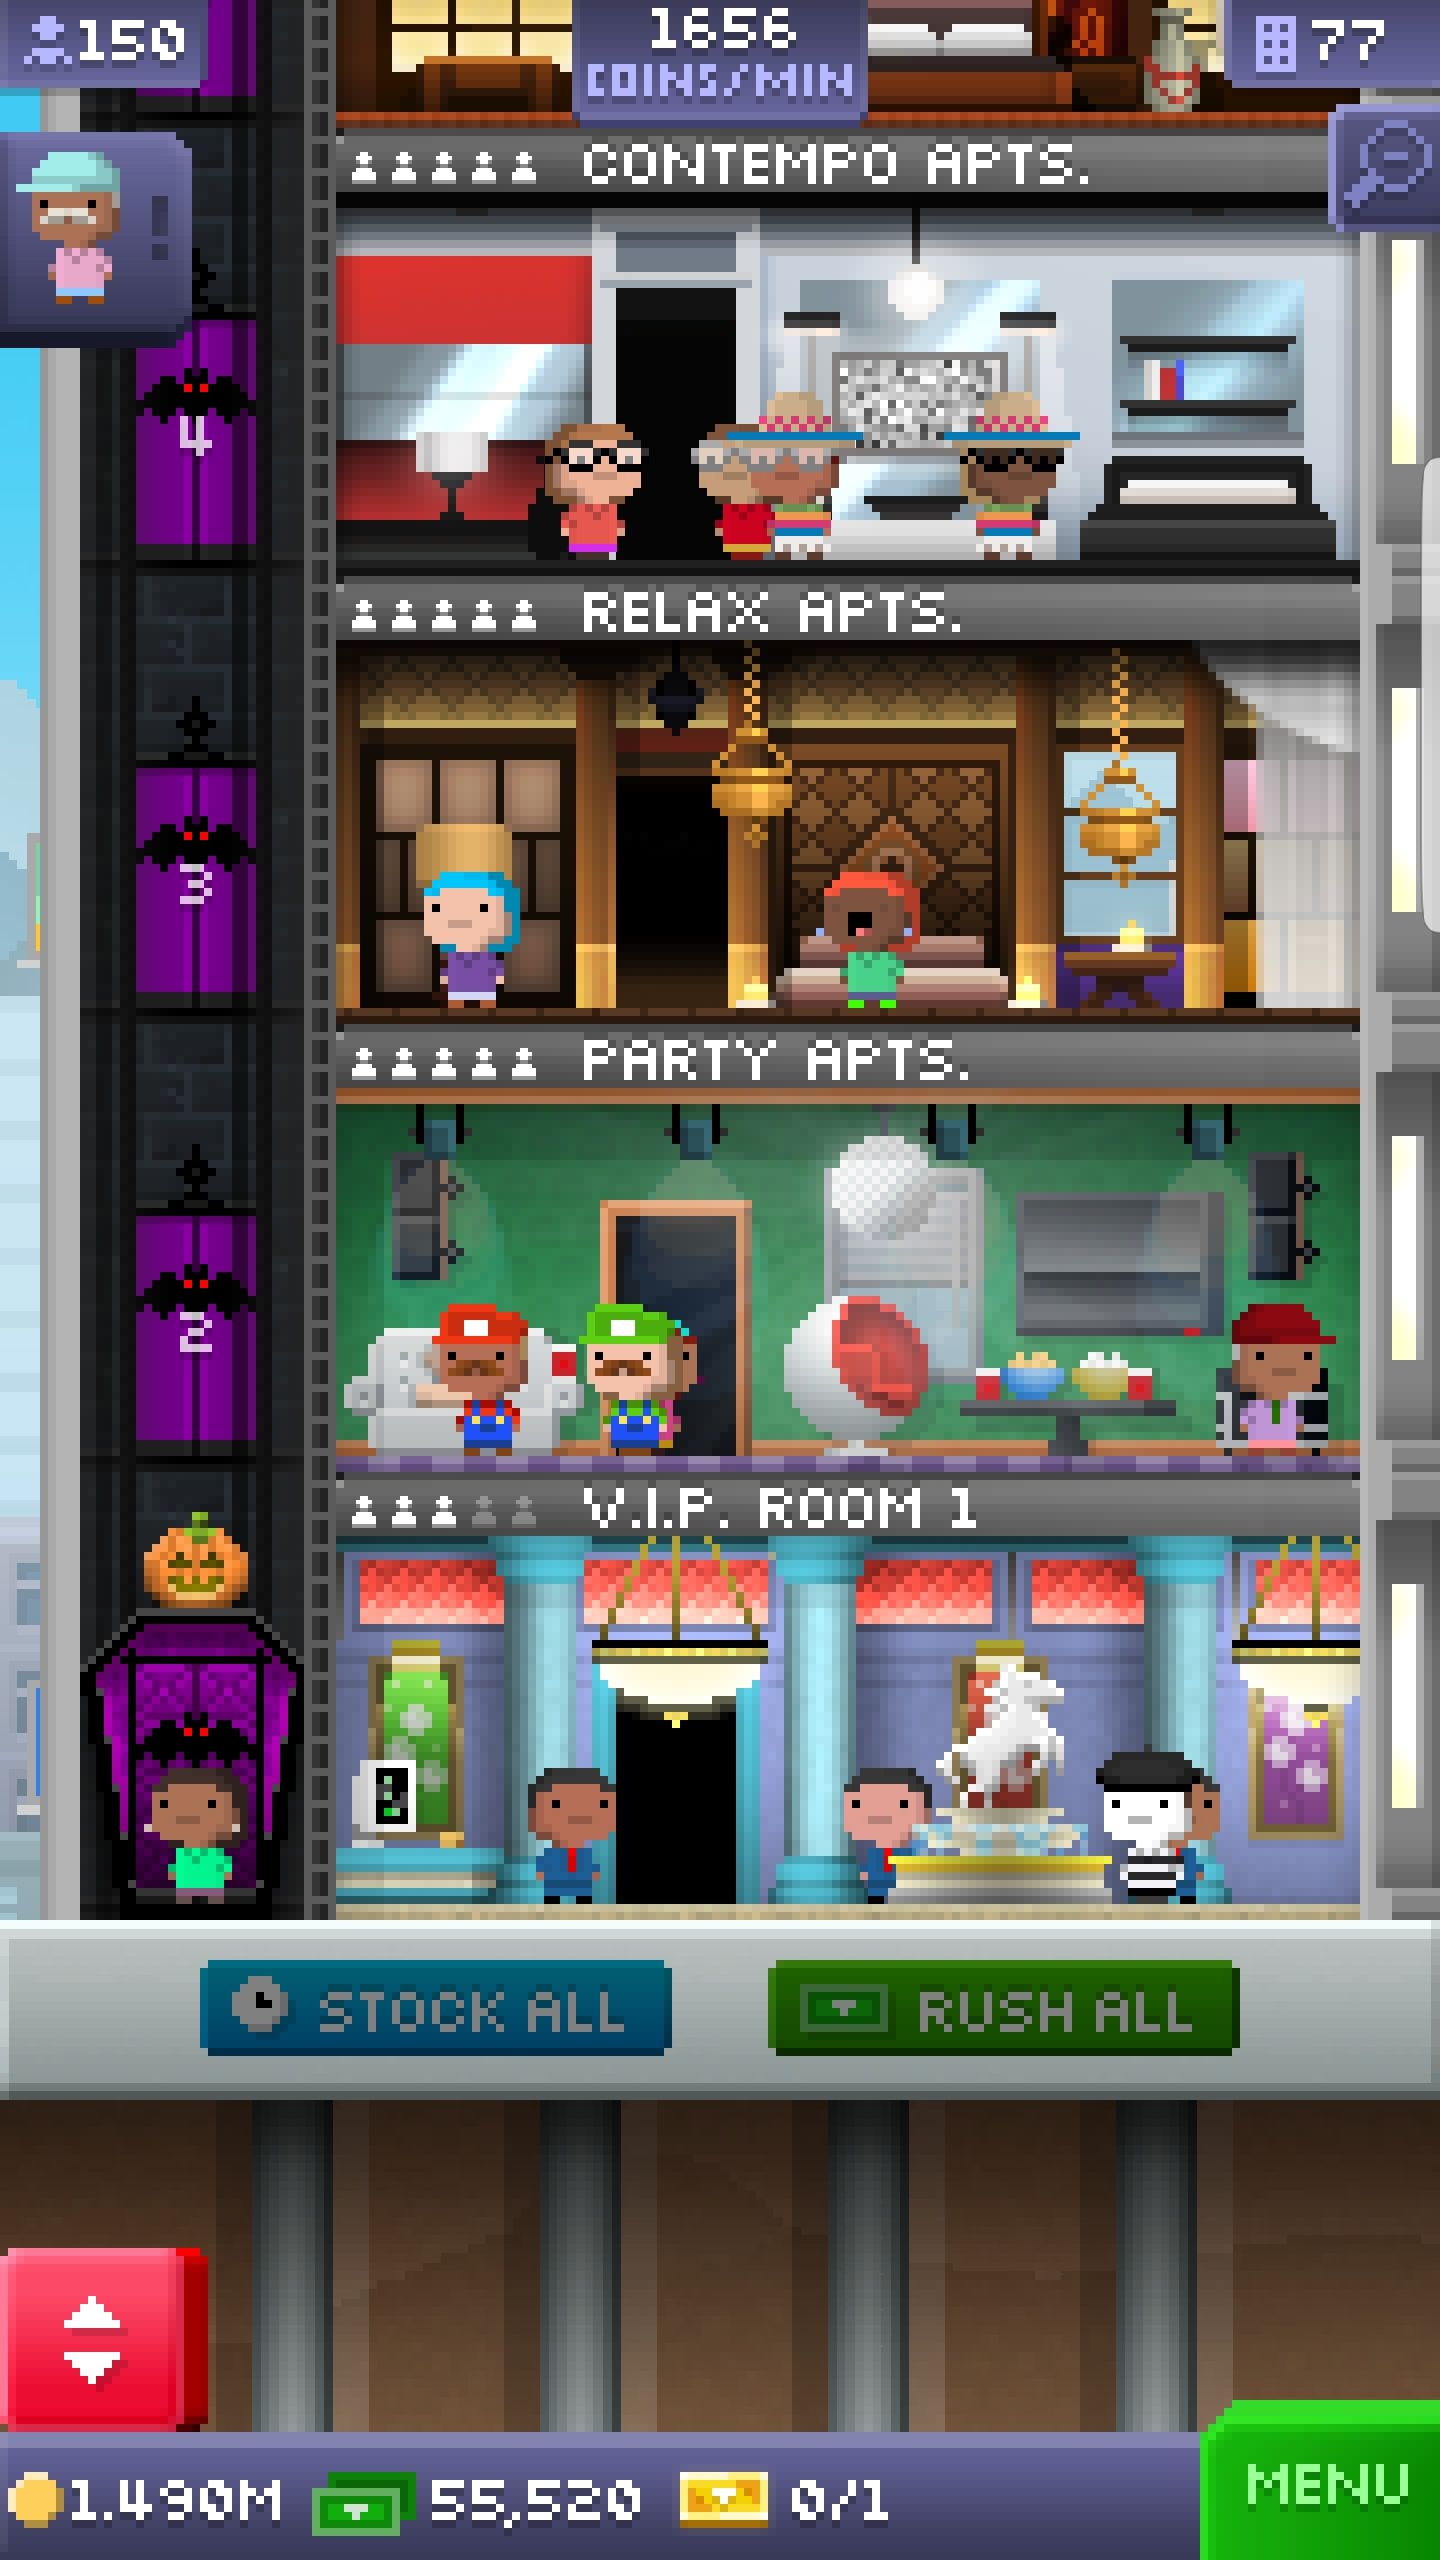 150
1656
COINS/MIN
77
CONTEMPO APTS.
4
RELAX APTS.
3
PARTY APTS.
2
V.I.P. ROOM 1
STOCK ALL
RUSH ALL
1.490M
55,520
0/1
MENU